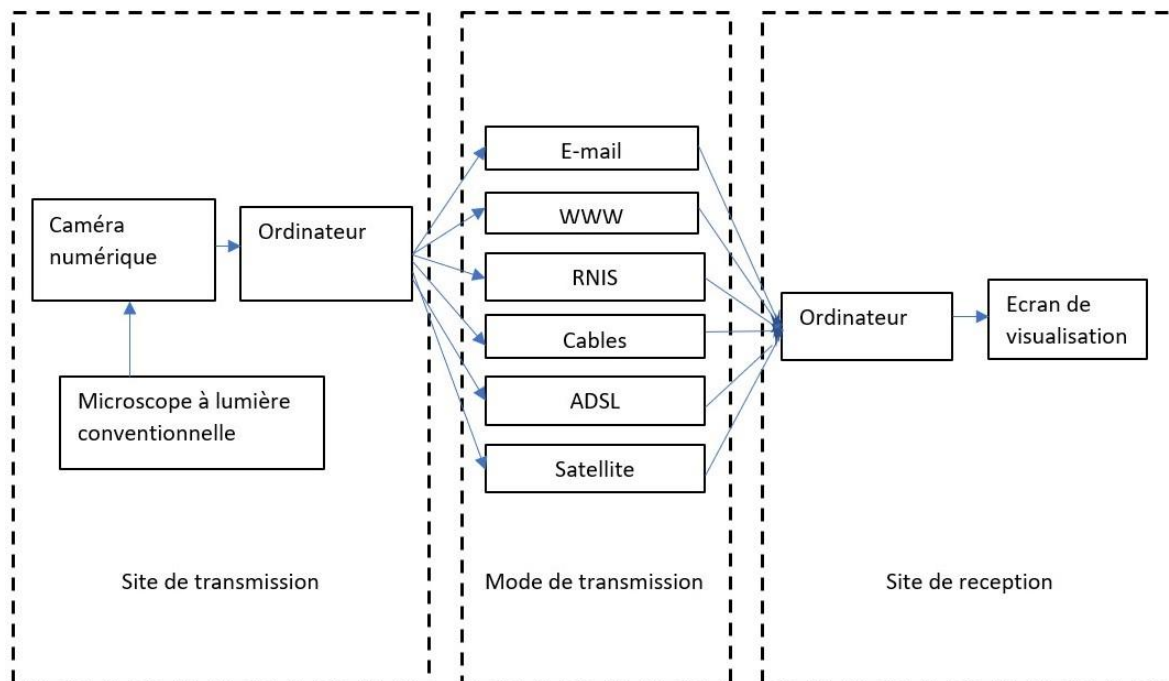 Caméra
numérique
Ordinateur
Microscope à lumière
conventionnelle
Site de transmission
E-mail
WWW
RNIS
Cables
ADSL
Satellite
Mode de transmission
Ordinateur
Ecran de
visualisation
Site de reception